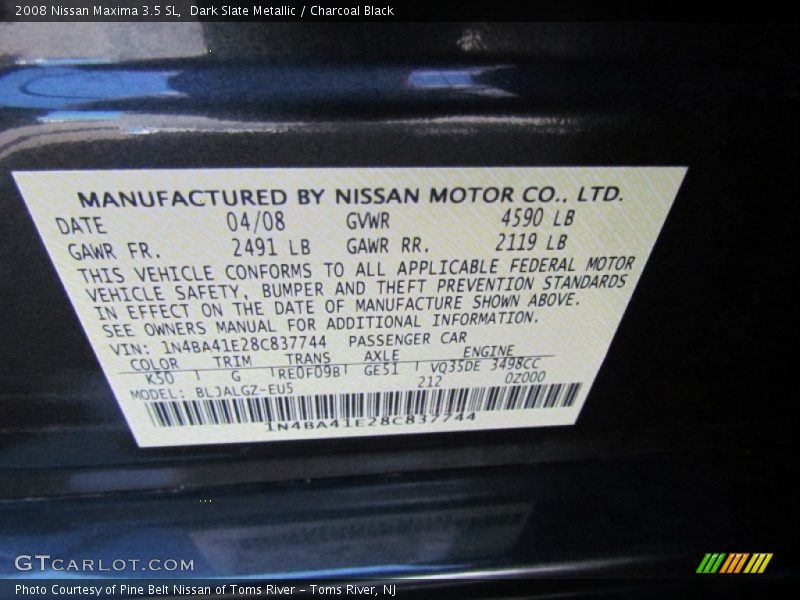 2008 Nissan Maxima 3.5 SL,  Dark Slate Metallic / Charcoal Black
MANUFACTURED BY NISSAN MOTOR CO., LTD.
DATE 04/08 GVWR 4590 LB
GAWR FR. 2491 LB GAWR RR. 2119 LB
THIS VEHICLE CONFORMS TO ALL APPLICABLE FEDERAL MOTOR
VEHICLE SAFETY, BUMPER AND THEFT PREVENTION STANDARDS
IN EFFECT ON THE DATE OF MANUFACTURE SHOWN ABOVE.
SEE OWNERS MANUAL FOR ADDITIONAL INFORMATION.
VIN: 1N4BA41E28C837744 PASSENGER CAR
COLOR TRIM TRANS AXLE ENGINE
K50 G RE0F09B GE51 VQ35DE 3498CC
MODEL: BLJALGZ-EU5 212 0Z000
1N4BA41E28C837744
GTCARLOT.COM
Photo Courtesy of Pine Belt Nissan of Toms River – Toms River, NJ